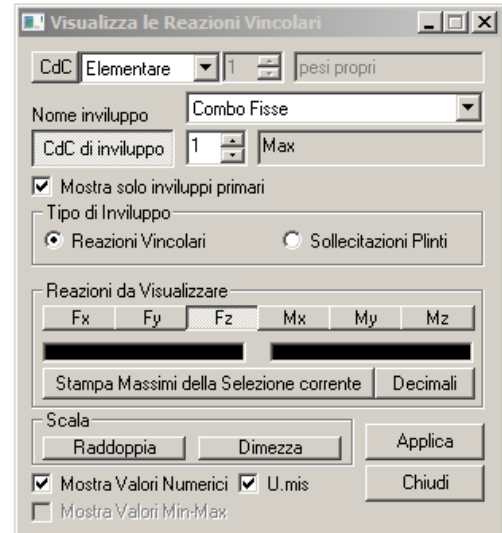 Visualizza le Reazioni Vincolari
CdC Elementare 1 pesi propri
Nome inviluppo Combo Fisse
CdC di inviluppo 1 Max
Mostra solo inviluppi primari
Tipo di Inviluppo
Reazioni Vincolari Sollecitazioni Plinti
Reazioni da Visualizzare
Fx Fy Fz Mx My Mz
Stampa Massimi della Selezione corrente Decimali
Scala
Raddoppia Dimezza Applica
Mostra Valori Numerici U.mis Chiudi
Mostra Valori Min-Max